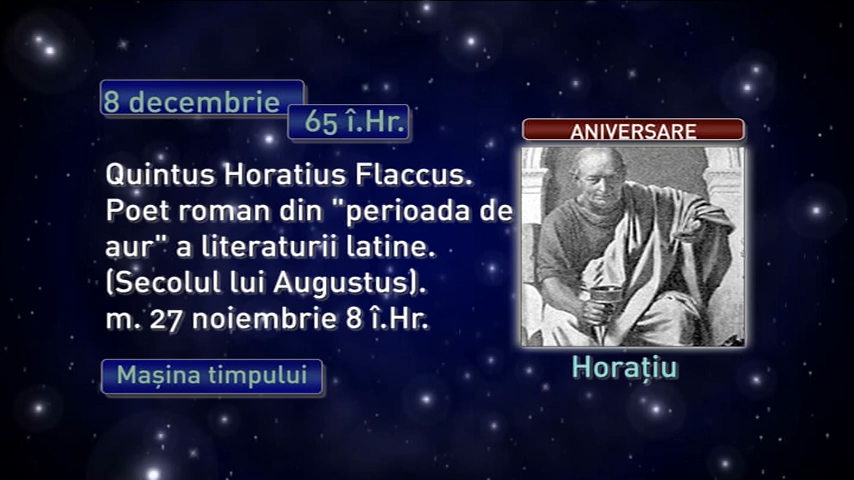 8 decembrie
65 î.Hr.
ANIVERSARE
Quintus Horatius Flaccus.
Poet roman din "perioada de
aur" a literaturii latine.
(Secolul lui Augustus).
m. 27 noiembrie 8 î.Hr.
Horațiu
Mașina timpului